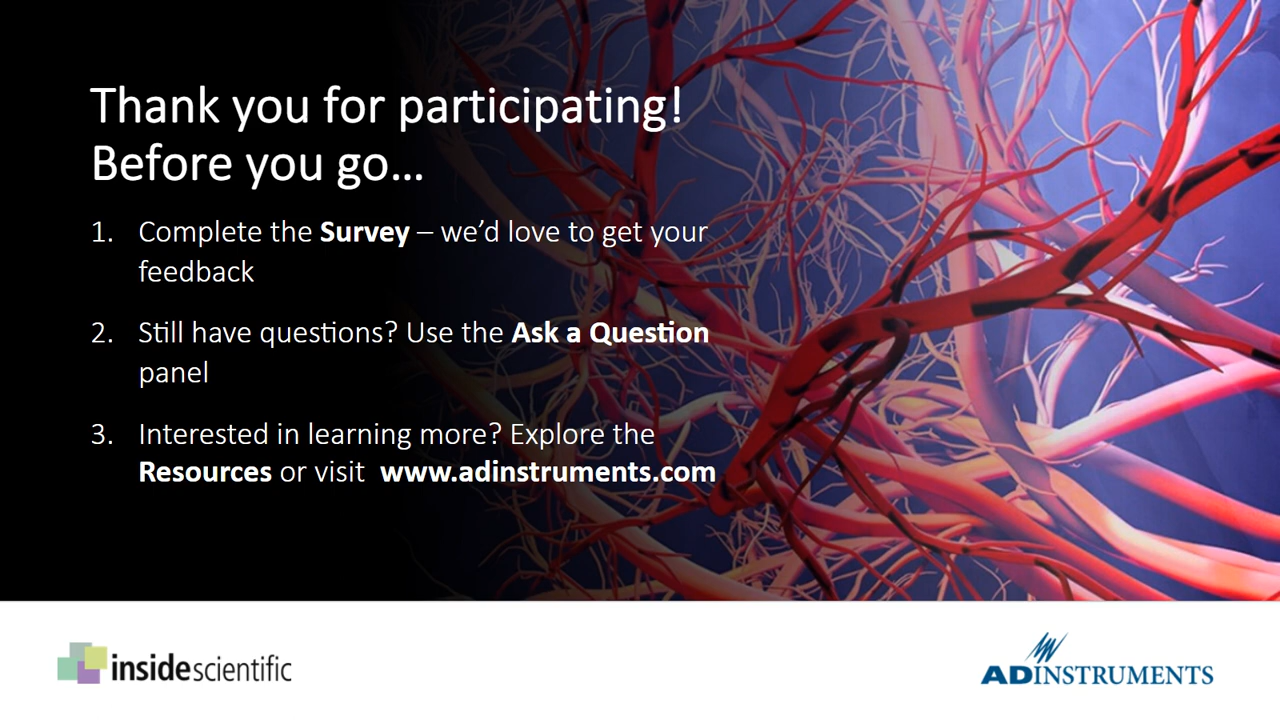 Thank you for participating!
Before you go…
1. Complete the Survey – we’d love to get your
feedback
2. Still have questions? Use the Ask a Question
panel
3. Interested in learning more? Explore the
Resources or visit www.adinstruments.com
insidescientific
ADINSTRUMENTS